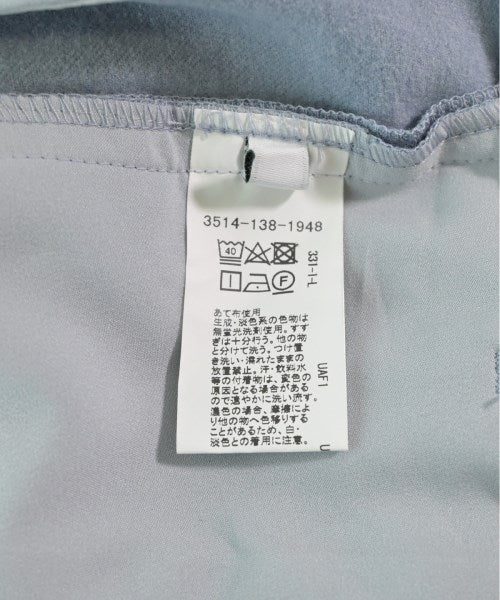 3514-138-1948
40
F
331-I-L
あて布使用
生成・淡色系の色物は
無蛍光洗剤使用。すす
ぎは十分行う。他の物
と分けて洗う。つけ置
き洗い・濡れたままの
放置禁止。汗・飲料水
等の付着物は、変色の
原因となる場合がある
ので速やかに洗い流す。
濃色の場合、摩擦によ
り他の物へ色移りする
ことがあるため、白・
淡色との着用に注意。
UAF1
U